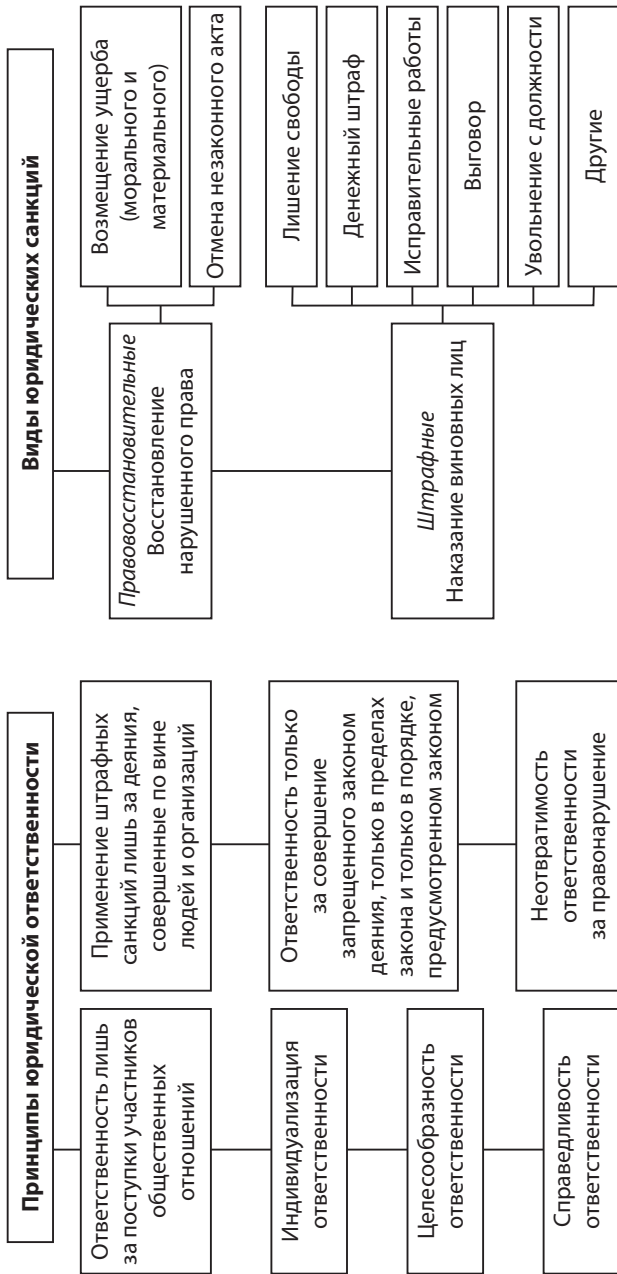 Принципы юридической ответственности
Ответственность лишь
за поступки участников
общественных
отношений
Индивидуализация
ответственности
Целесообразность
ответственности
Справедливость
ответственности
Применение штрафных
санкций лишь за деяния,
совершенные по вине
людей и организаций
Ответственность только
за совершение
запрещенного законом
деяния, только в пределах
закона и только в порядке,
предусмотренном законом
Неотвратимость
ответственности
за правонарушение
Виды юридических санкций
Правовосстановительные
Восстановление
нарушенного права
Возмещение ущерба
(морального и
материального)
Отмена незаконного акта
Штрафные
Наказание виновных лиц
Лишение свободы
Денежный штраф
Исправительные работы
Выговор
Увольнение с должности
Другие